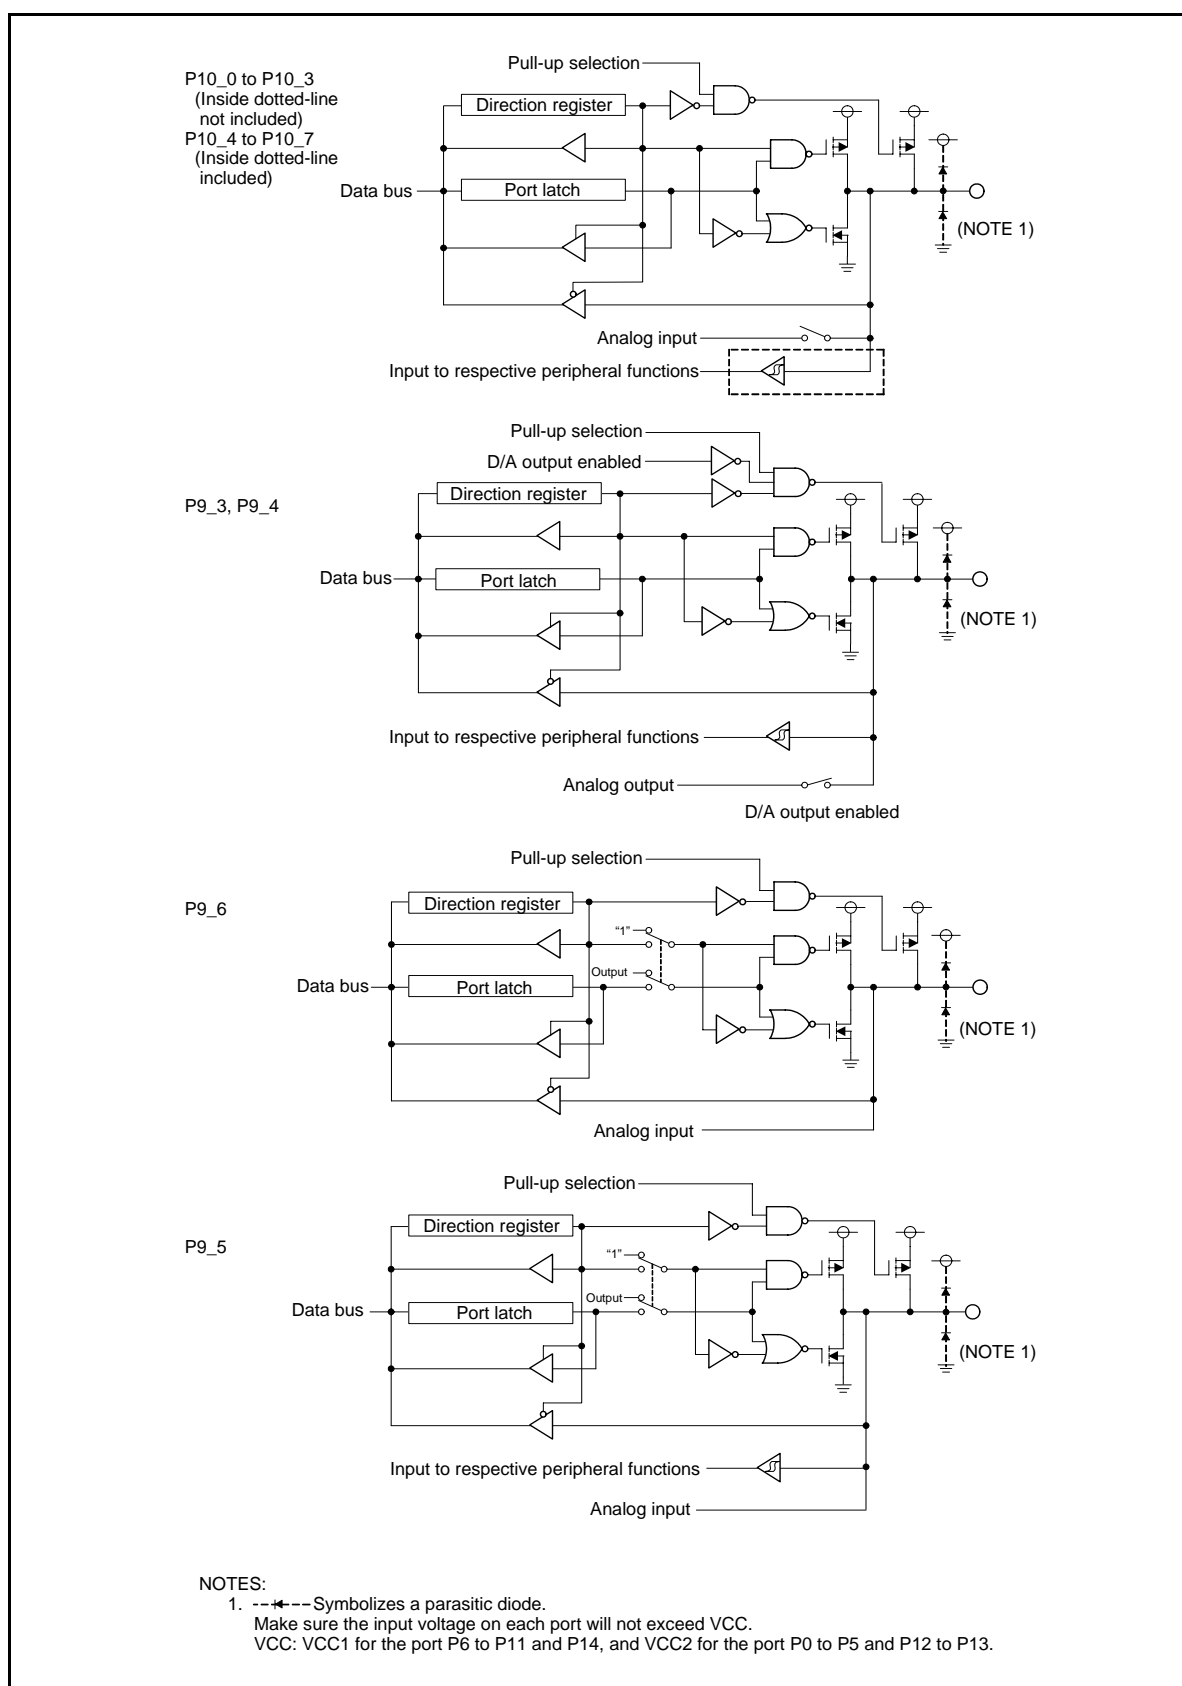 Pull-up selection
P10_0 to P10_3
(Inside dotted-line
not included)
P10_4 to P10_7
(Inside dotted-line
included)
Direction register
Data bus
Port latch
(NOTE 1)
Analog input
Input to respective peripheral functions
Pull-up selection
D/A output enabled
P9_3, P9_4
Direction register
Data bus
Port latch
(NOTE 1)
Input to respective peripheral functions
Analog output
D/A output enabled
Pull-up selection
P9_6
Direction register
“1”
Output
Data bus
Port latch
(NOTE 1)
Analog input
Pull-up selection
P9_5
Direction register
“1”
Output
Data bus
Port latch
(NOTE 1)
Input to respective peripheral functions
Analog input
NOTES:
1. Symbolizes a parasitic diode.
Make sure the input voltage on each port will not exceed VCC.
VCC: VCC1 for the port P6 to P11 and P14, and VCC2 for the port P0 to P5 and P12 to P13.